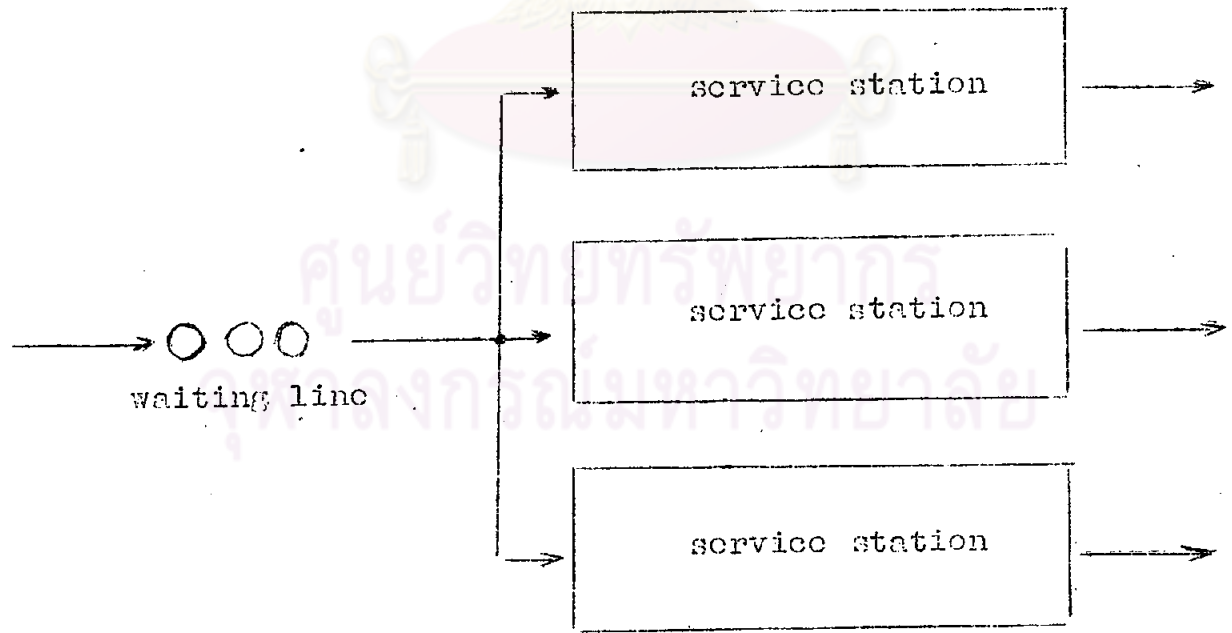 service station
ศูนย์วิทยทรัพยากร
service station
waiting line
จุฬาลงกรณ์มหาวิทยาลัย
service station